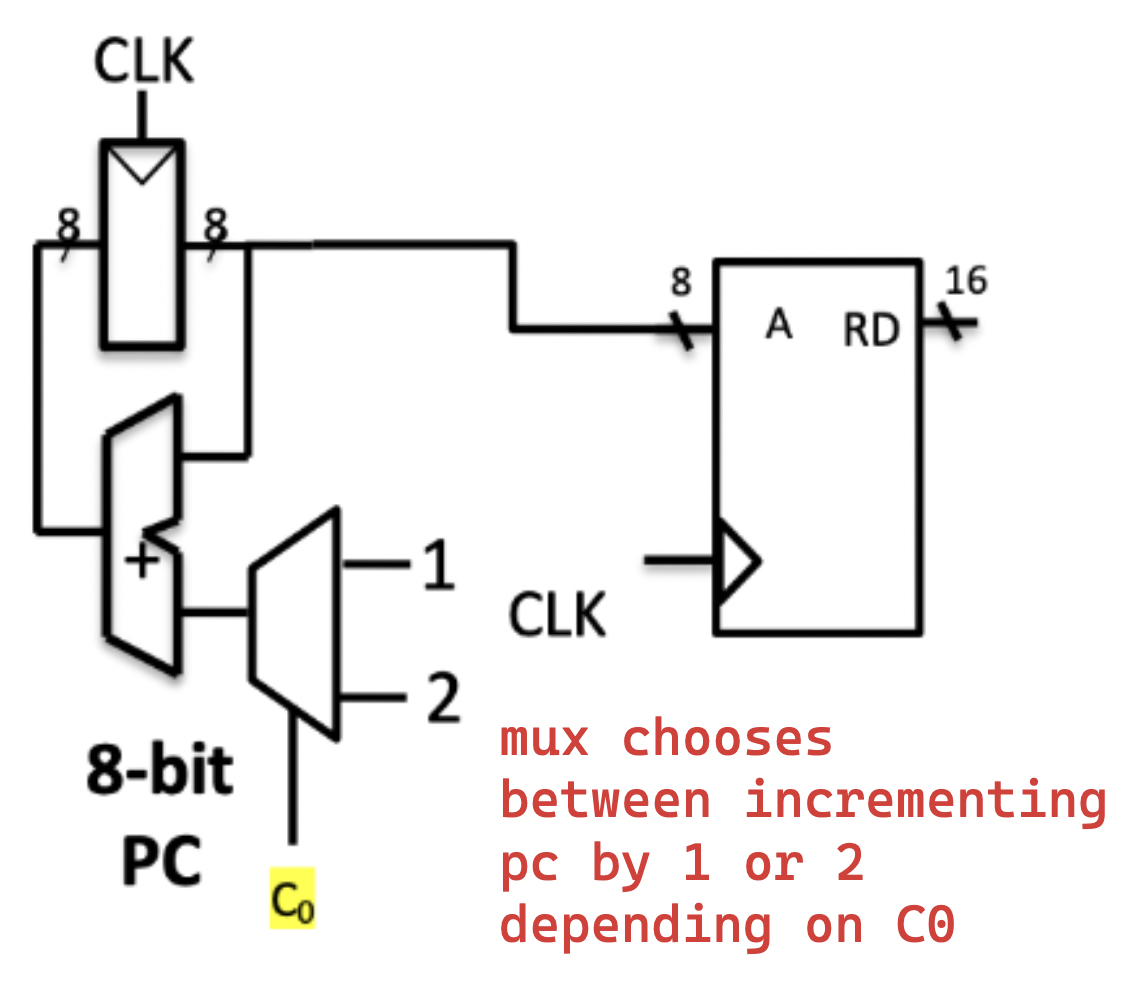 CLK
8
8
8
16
A
RD
+
1
CLK
2
8-bit
PC
C₀
mux chooses
between incrementing
pc by 1 or 2
depending on C0